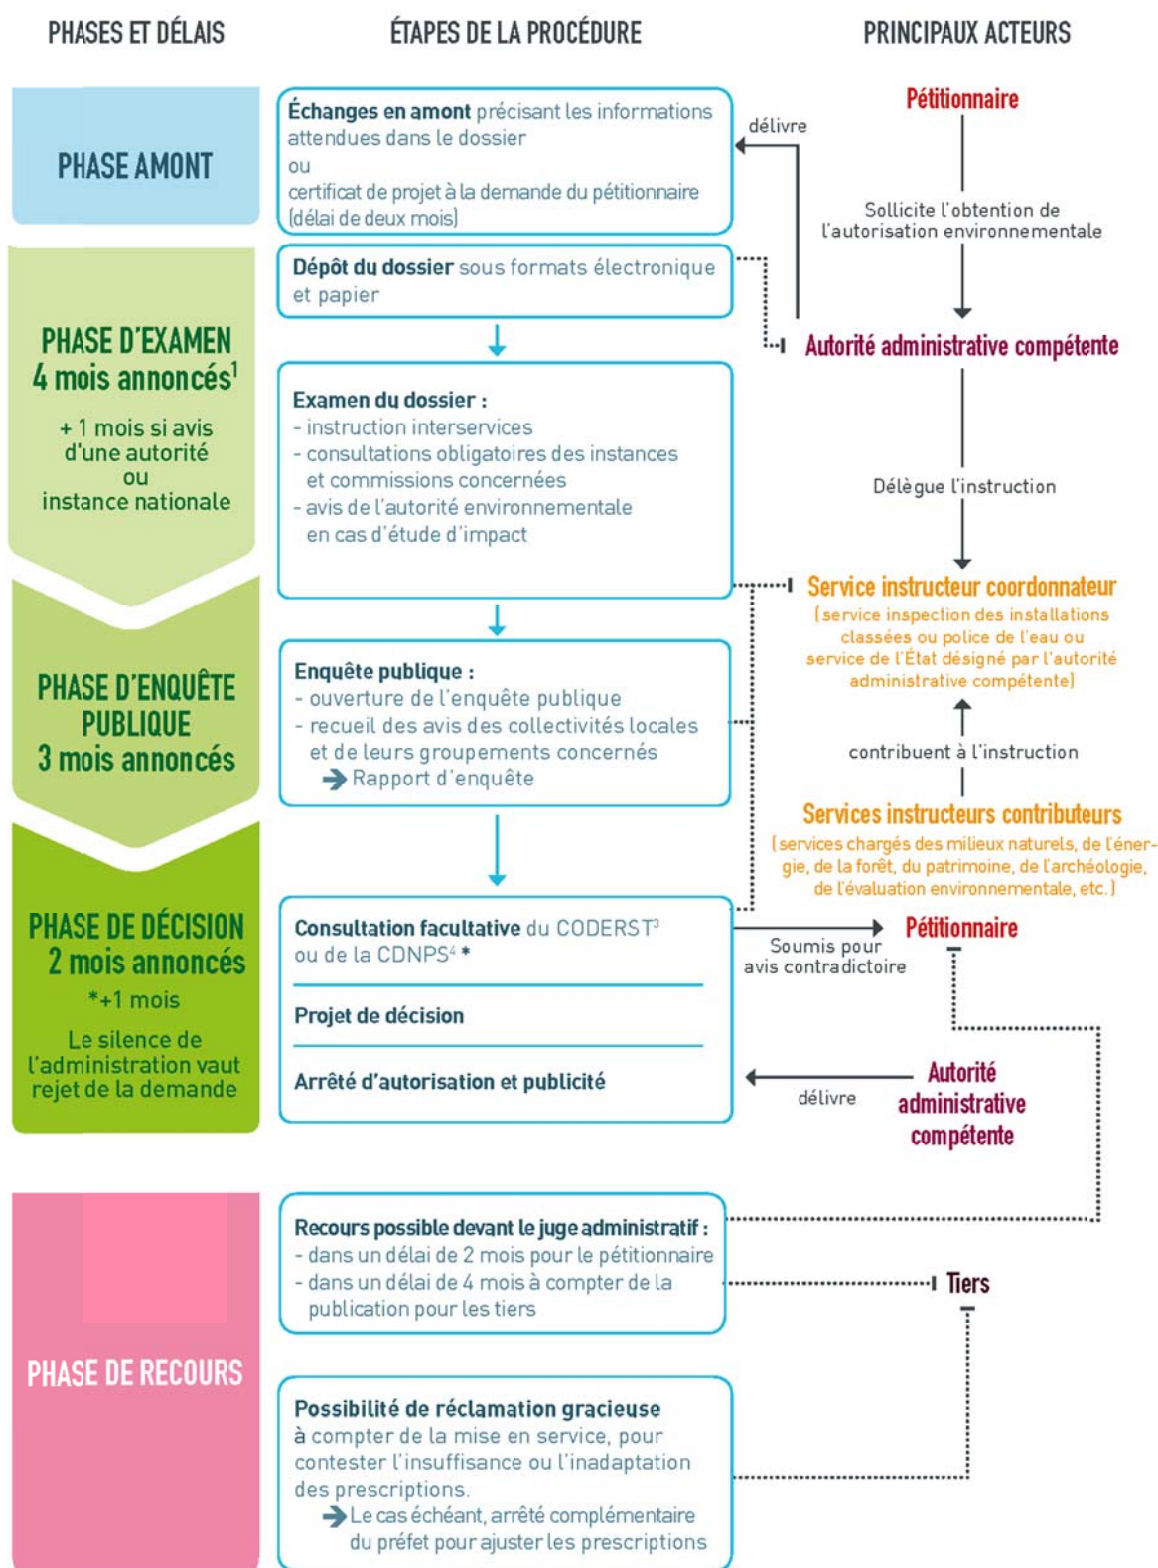 PHASES ET DÉLAIS
ÉTAPES DE LA PROCÉDURE
PRINCIPAUX ACTEURS
PHASE AMONT
Échanges en amont précisant les informations
attendues dans le dossier
ou
certificat de projet à la demande du pétitionnaire
(délai de deux mois)
délivre
Pétitionnaire
Sollicite l'obtention de
l'autorisation environnementale
PHASE D'EXAMEN
4 mois annoncés¹
+ 1 mois si avis
d'une autorité
ou
instance nationale
Dépôt du dossier sous formats électronique
et papier
Autorité administrative compétente
Examen du dossier :
- instruction interservices
- consultations obligatoires des instances
et commissions concernées
- avis de l'autorité environnementale
en cas d'étude d'impact
Délègue l'instruction
Service instructeur coordonnateur
(service inspection des installations
classées ou police de l'eau ou
service de l'État désigné par l'autorité
administrative compétente)
PHASE D'ENQUÊTE
PUBLIQUE
3 mois annoncés
Enquête publique :
- ouverture de l'enquête publique
- recueil des avis des collectivités locales
et de leurs groupements concernés
→ Rapport d'enquête
contribuent à l'instruction
Services instructeurs contributeurs
(services chargés des milieux naturels, de l'éner-
gie, de la forêt, du patrimoine, de l'archéologie,
de l'évaluation environnementale, etc.)
PHASE DE DÉCISION
2 mois annoncés
*+1 mois
Le silence de
l'administration vaut
rejet de la demande
Consultation facultative du CODERST³
ou de la CDNPS⁴ *
Projet de décision
Arrêté d'autorisation et publicité
Soumis pour
avis contradictoire
Pétitionnaire
délivre
Autorité
administrative
compétente
PHASE DE RECOURS
Recours possible devant le juge administratif :
- dans un délai de 2 mois pour le pétitionnaire
- dans un délai de 4 mois à compter de la
publication pour les tiers
Tiers
Possibilité de réclamation gracieuse
à compter de la mise en service, pour
contester l'insuffisance ou l'inadaptation
des prescriptions.
→ Le cas échéant, arrêté complémentaire
du préfet pour ajuster les prescriptions